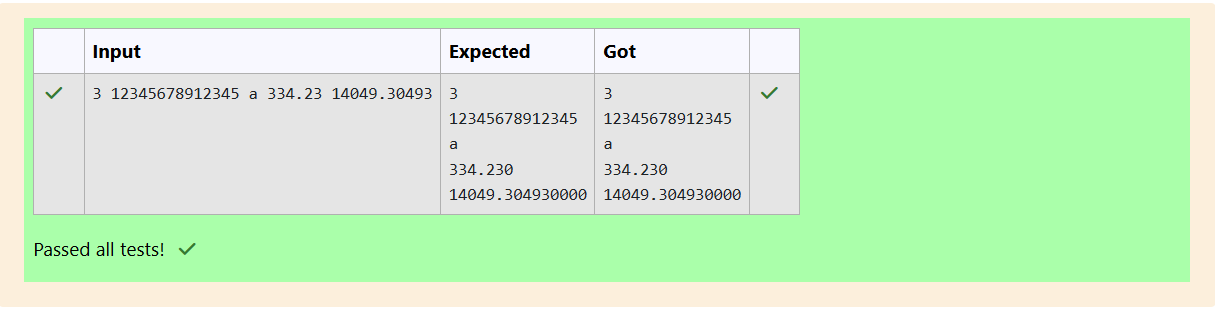 Input Expected Got
3 12345678912345 a 334.23 14049.30493 3 3
12345678912345 12345678912345
a a
334.230 334.230
14049.304930000 14049.304930000
Passed all tests!